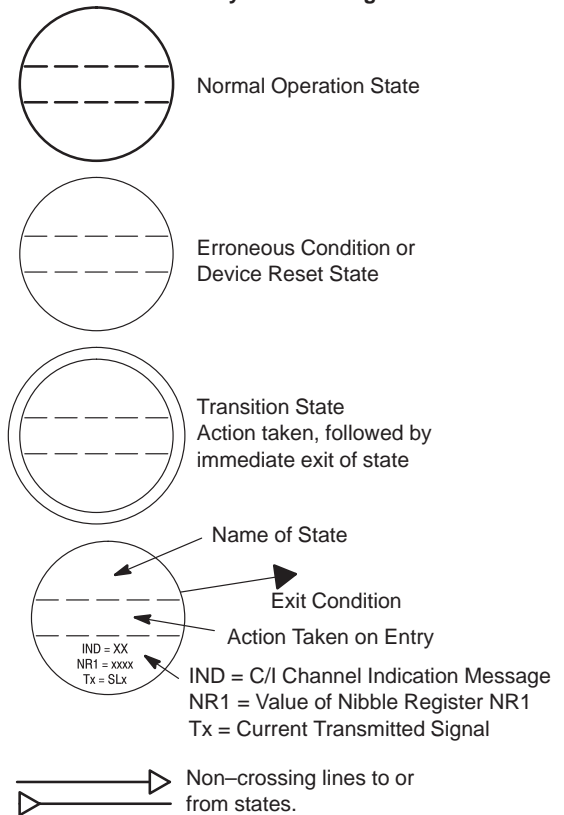 Normal Operation State
Erroneous Condition or
Device Reset State
Transition State
Action taken, followed by
immediate exit of state
Name of State
Exit Condition
Action Taken on Entry
IND = XX
NR1 = xxxx
Tx = SLx
IND = C/I Channel Indication Message
NR1 = Value of Nibble Register NR1
Tx = Current Transmitted Signal
Non–crossing lines to or
from states.